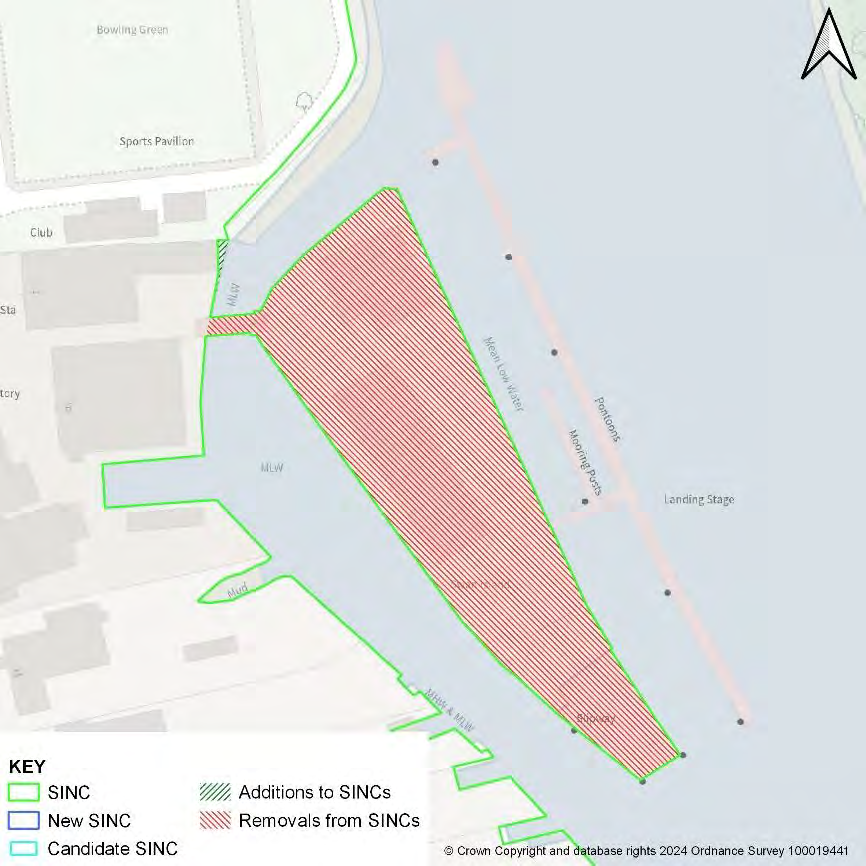 Bowling Green
Sports Pavilion
Club
Sta
MLW
tory
Mean Low Water
Pontoons
Mooring Posts
MLW
Landing Stage
Mud
MHW & MLW
Slipway
KEY
SINC
New SINC
Candidate SINC
Additions to SINCs
Removals from SINCs
© Crown Copyright and database rights 2024 Ordnance Survey 100019441